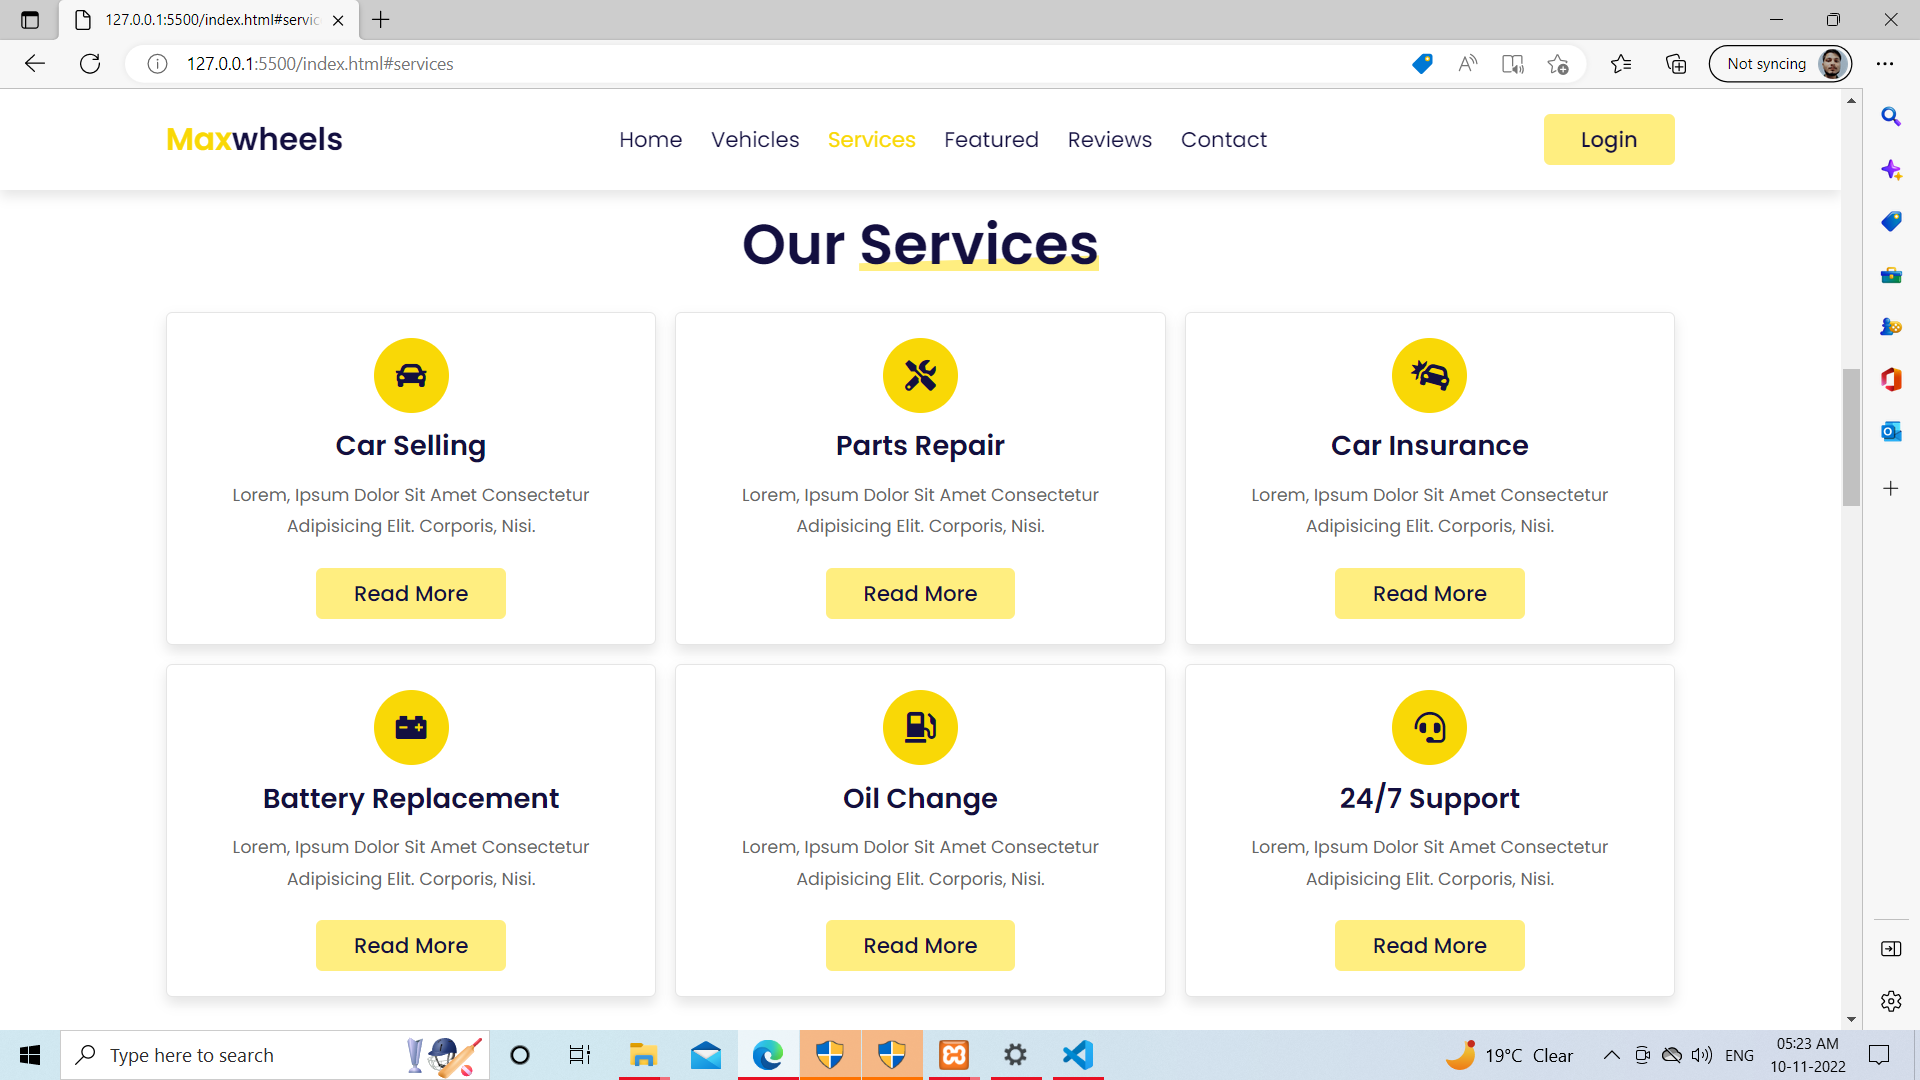 127.0.0.1:5500/index.html#servic
127.0.0.1:5500/index.html#services
Not syncing
Maxwheels
Home Vehicles Services Featured Reviews Contact
Login
Our Services
Car Selling
Lorem, Ipsum Dolor Sit Amet Consectetur
Adipisicing Elit. Corporis, Nisi.
Read More
Parts Repair
Lorem, Ipsum Dolor Sit Amet Consectetur
Adipisicing Elit. Corporis, Nisi.
Read More
Car Insurance
Lorem, Ipsum Dolor Sit Amet Consectetur
Adipisicing Elit. Corporis, Nisi.
Read More
Battery Replacement
Lorem, Ipsum Dolor Sit Amet Consectetur
Adipisicing Elit. Corporis, Nisi.
Read More
Oil Change
Lorem, Ipsum Dolor Sit Amet Consectetur
Adipisicing Elit. Corporis, Nisi.
Read More
24/7 Support
Lorem, Ipsum Dolor Sit Amet Consectetur
Adipisicing Elit. Corporis, Nisi.
Read More
Type here to search
19°C Clear
ENG
05:23 AM
10-11-2022